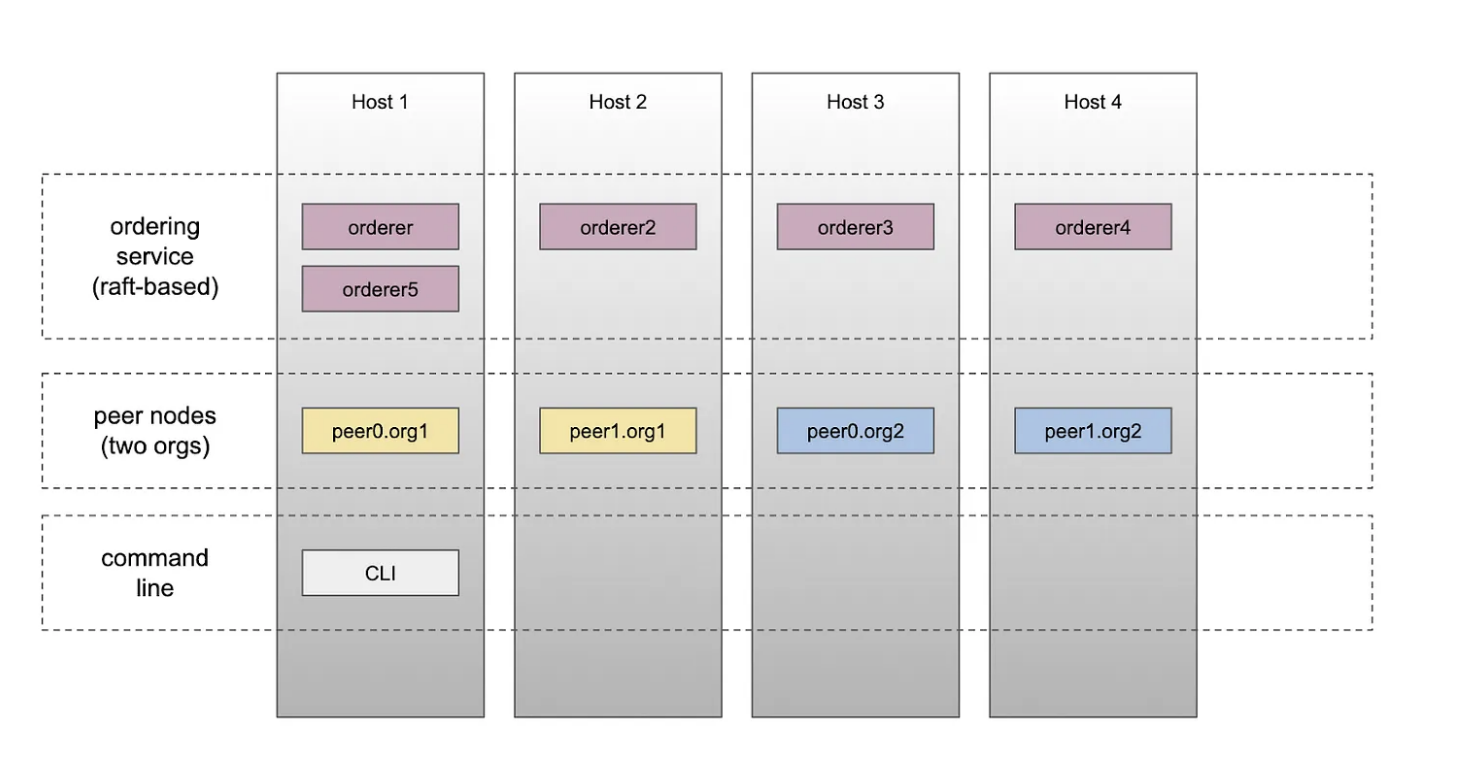 Host 1
Host 2
Host 3
Host 4
ordering
service
(raft-based)
orderer
orderer2
orderer3
orderer4
orderer5
peer nodes
(two orgs)
peer0.org1
peer1.org1
peer0.org2
peer1.org2
command
line
CLI